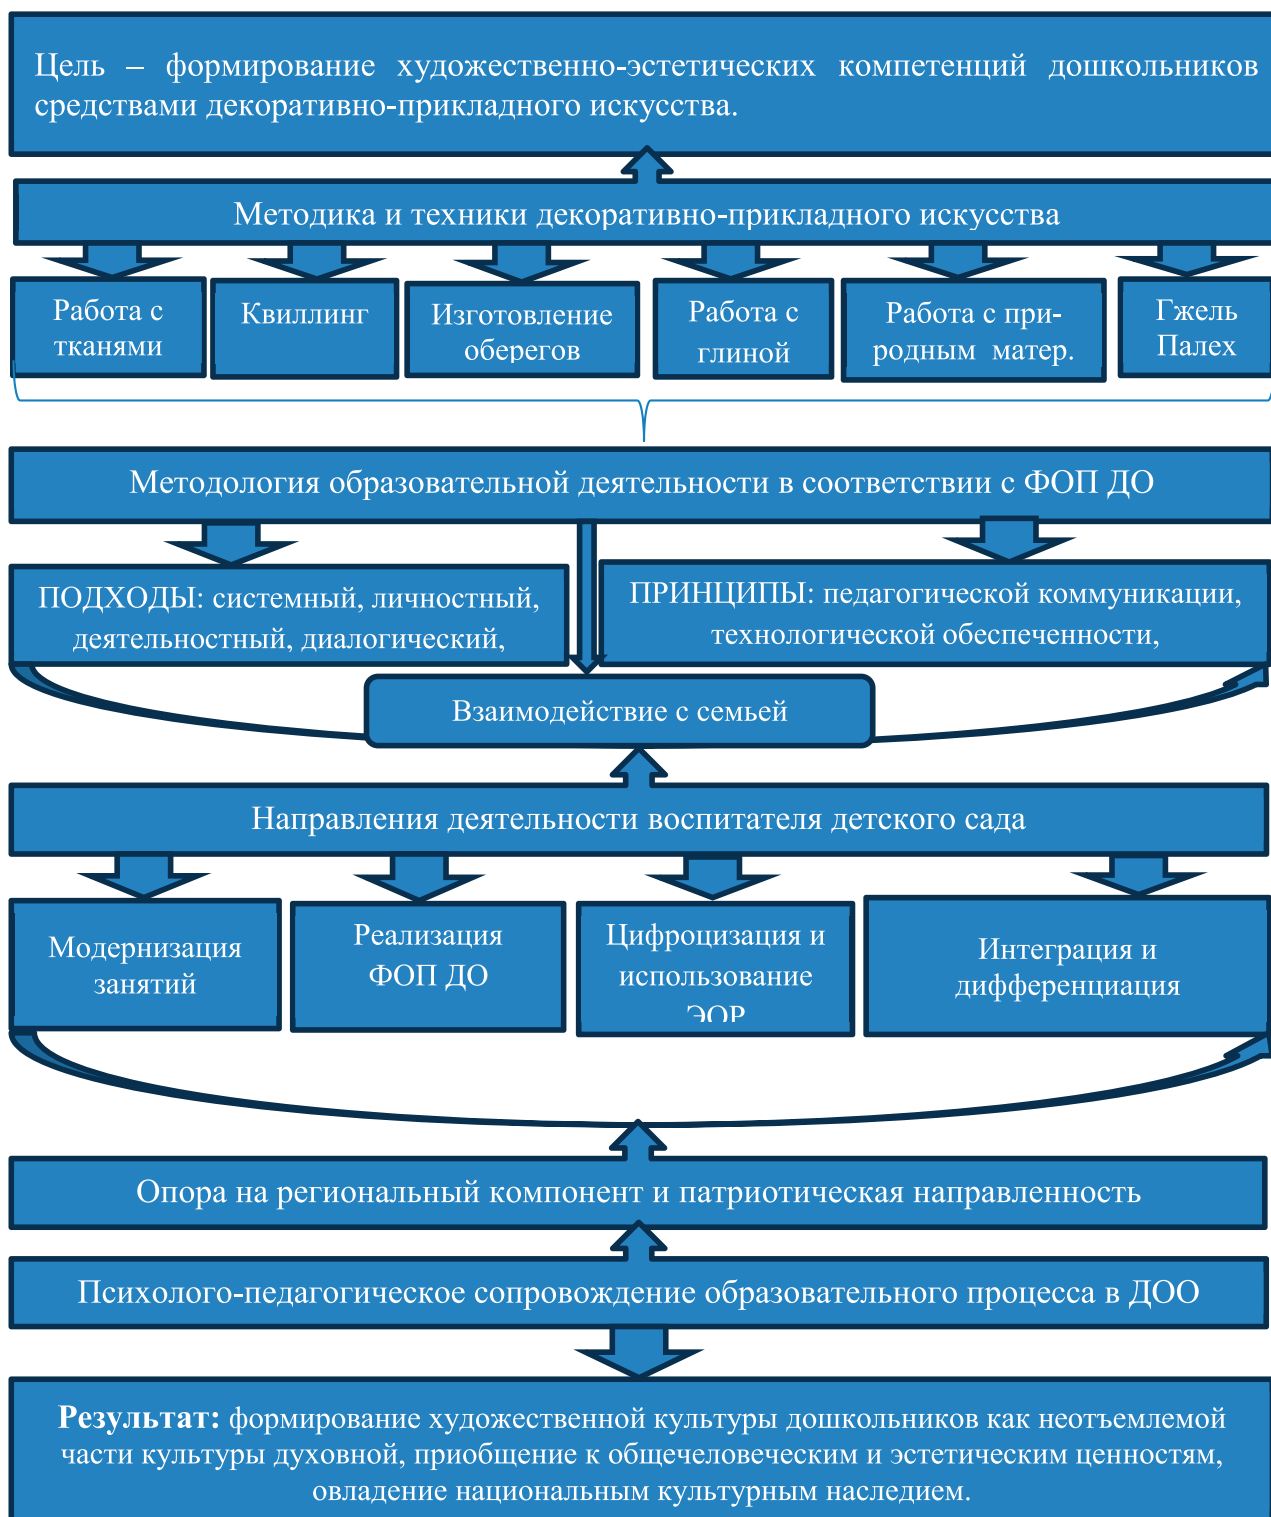 Цель – формирование художественно-эстетических компетенций дошкольников
средствами декоративно-прикладного искусства.
Методика и техники декоративно-прикладного искусства
Работа с
тканями
Квиллинг
Изготовление
оберегов
Работа с
глиной
Работа с при-
родным матер.
Гжель
Палех
Методология образовательной деятельности в соответствии с ФОП ДО
ПОДХОДЫ: системный, личностный,
деятельностный, диалогический,
ПРИНЦИПЫ: педагогической коммуникации,
технологической обеспеченности,
Взаимодействие с семьей
Направления деятельности воспитателя детского сада
Модернизация
занятий
Реализация
ФОП ДО
Цифроцизация и
использование
ЭОР
Интеграция и
дифференциация
Опора на региональный компонент и патриотическая направленность
Психолого-педагогическое сопровождение образовательного процесса в ДОО
Результат: формирование художественной культуры дошкольников как неотъемлемой
части культуры духовной, приобщение к общечеловеческим и эстетическим ценностям,
овладение национальным культурным наследием.